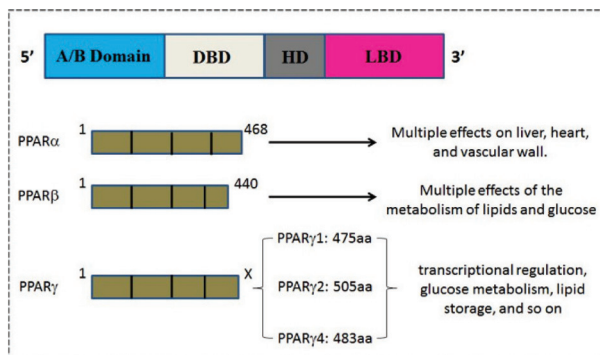 5’ A/B Domain DBD HD LBD 3’
PPARα 1 468 Multiple effects on liver, heart,
and vascular wall.
PPARβ 1 440 Multiple effects of the
metabolism of lipids and glucose
PPARγ1: 475aa
PPARγ 1 X PPARγ2: 505aa transcriptional regulation,
glucose metabolism, lipid
storage, and so on
PPARγ4: 483aa